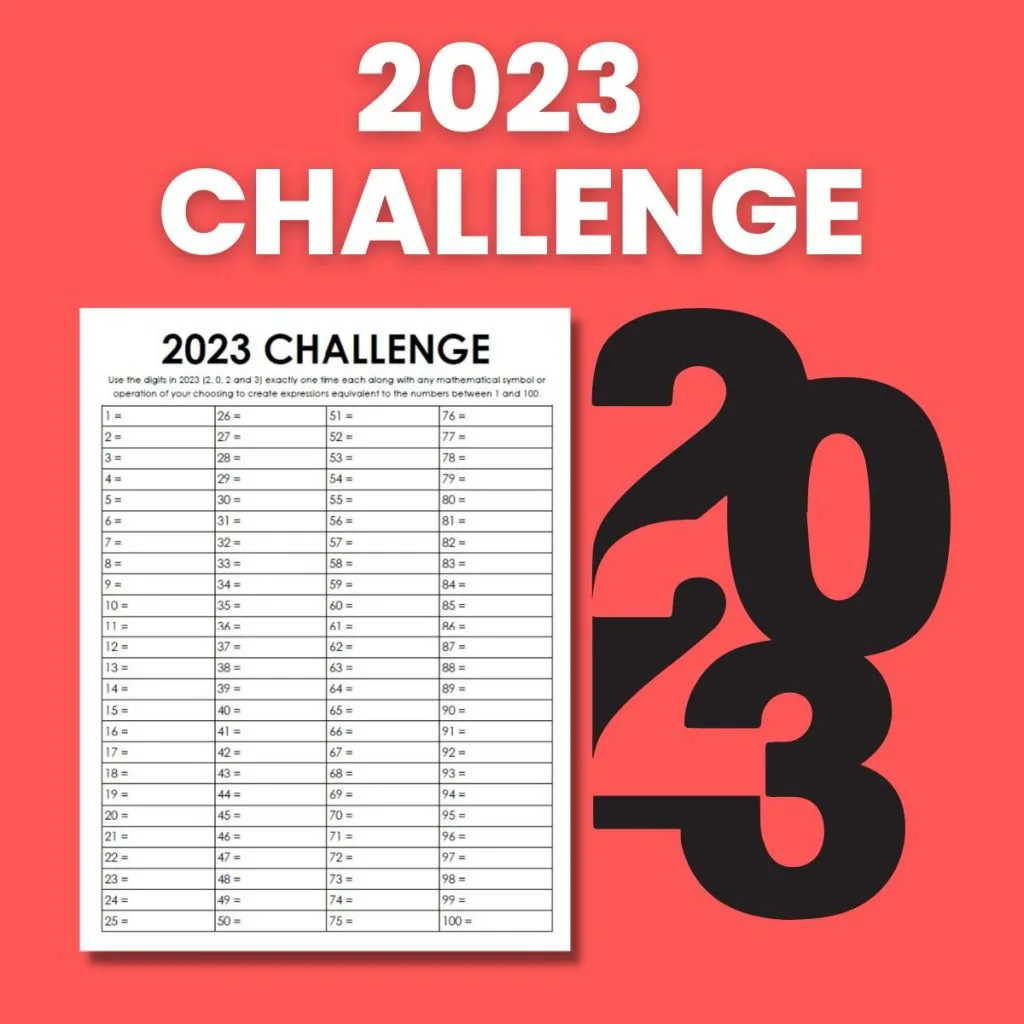 2023
CHALLENGE
2023 CHALLENGE
Use the digits in 2023 (2, 0, 2 and 3) exactly one time each along with any mathematical symbol or
operation of your choosing to create expressions equivalent to the numbers between 1 and 100.
1 = 26 = 51 = 76 =
2 = 27 = 52 = 77 =
3 = 28 = 53 = 78 =
4 = 29 = 54 = 79 =
5 = 30 = 55 = 80 =
6 = 31 = 56 = 81 =
7 = 32 = 57 = 82 =
8 = 33 = 58 = 83 =
9 = 34 = 59 = 84 =
10 = 35 = 60 = 85 =
11 = 36 = 61 = 86 =
12 = 37 = 62 = 87 =
13 = 38 = 63 = 88 =
14 = 39 = 64 = 89 =
15 = 40 = 65 = 90 =
16 = 41 = 66 = 91 =
17 = 42 = 67 = 92 =
18 = 43 = 68 = 93 =
19 = 44 = 69 = 94 =
20 = 45 = 70 = 95 =
21 = 46 = 71 = 96 =
22 = 47 = 72 = 97 =
23 = 48 = 73 = 98 =
24 = 49 = 74 = 99 =
25 = 50 = 75 = 100 =
20
23